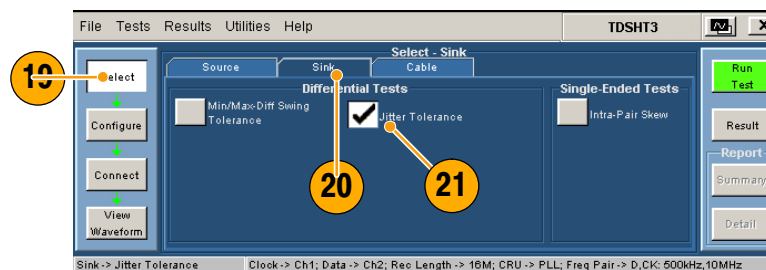 File Tests Results Utilities Help TDSHT3 X
Select - Sink
19 elect
Source Sink Cable
Run Test
Differential Tests
Single-Ended Tests
Min/Max-Diff Swing Tolerance
Jitter Tolerance
Intra-Pair Skew
Configure
Result
Report
Connect
Summary
20
21
View Waveform
Detail
Sink-> Jitter Tolerance Clock-> Ch1; Data-> Ch2; Rec Length -> 16M; CRU-> PLL; Freq Pair-> D,CK: 500kHz,10MHz